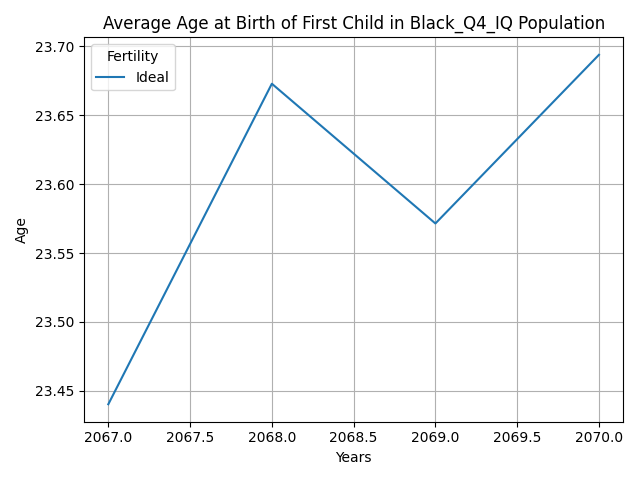 Average Age at Birth of First Child in Black_Q4_IQ Population
Fertility
Ideal
Age
23.70
23.65
23.60
23.55
23.50
23.45
2067.0 2067.5 2068.0 2068.5 2069.0 2069.5 2070.0
Years